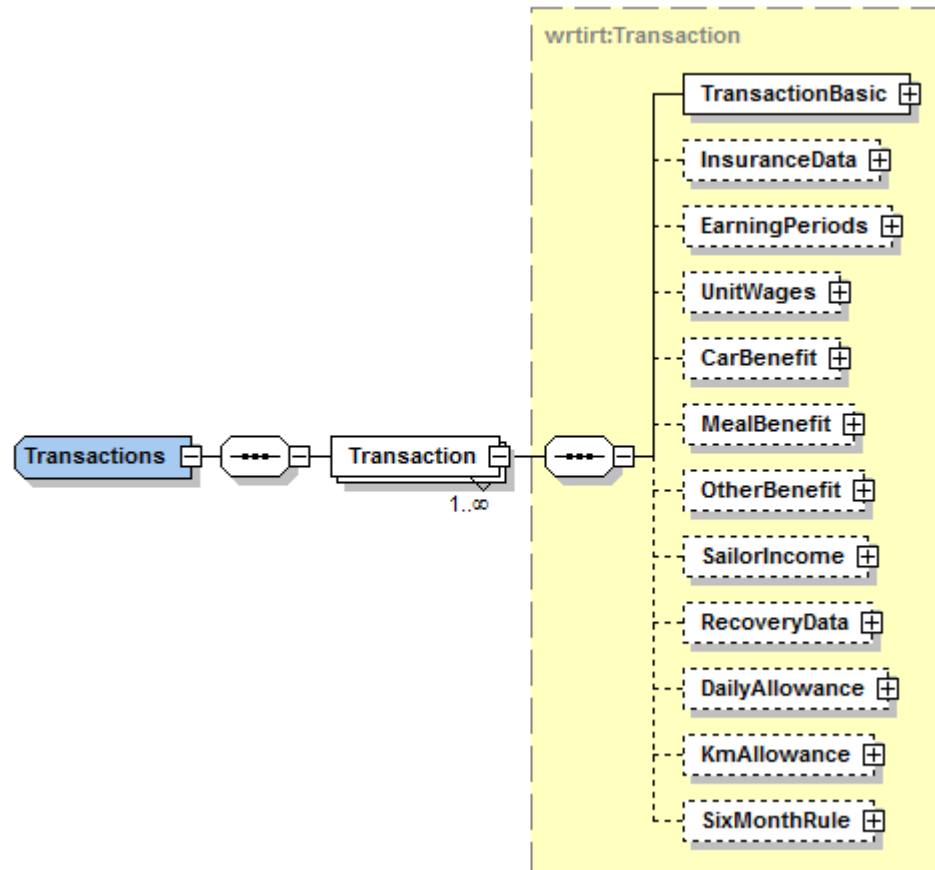 wrtirt:Transaction
TransactionBasic
InsuranceData
EarningPeriods
UnitWages
CarBenefit
MealBenefit
Transactions
Transaction
1..∞
OtherBenefit
SailorIncome
RecoveryData
DailyAllowance
KmAllowance
SixMonthRule